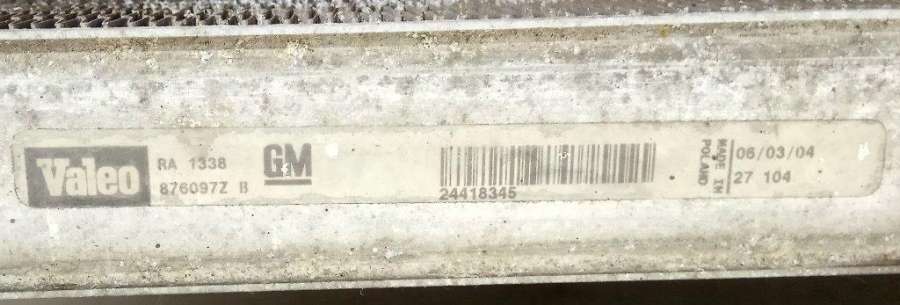 Valeo
RA 1338
876097Z B
GM
24418345
MADE IN
POLAND
06/03/04
27 104